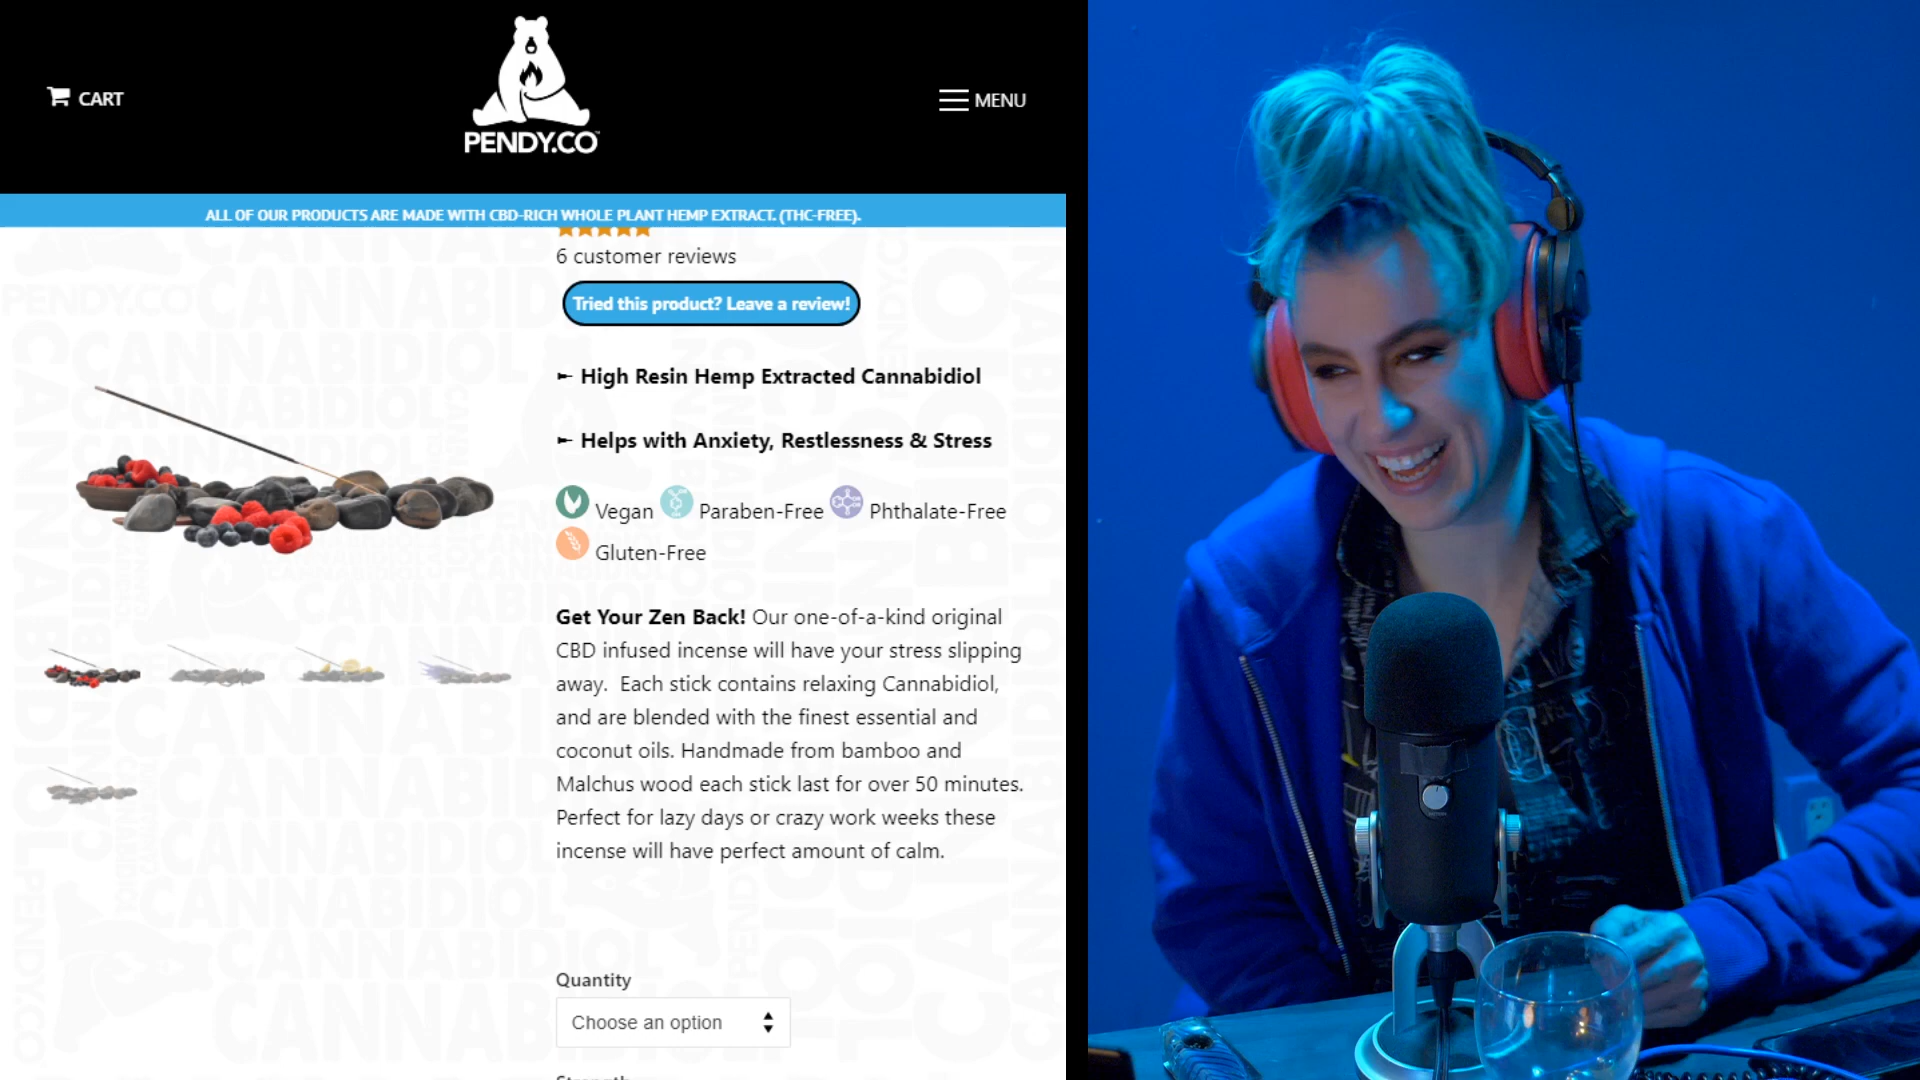 CART
PENDY.CO
MENU
ALL OF OUR PRODUCTS ARE MADE WITH CBD-RICH WHOLE PLANT HEMP EXTRACT. (THC-FREE).
6 customer reviews
Tried this product? Leave a review!
High Resin Hemp Extracted Cannabidiol
Helps with Anxiety, Restlessness & Stress
Vegan Paraben-Free Phthalate-Free
Gluten-Free
Get Your Zen Back! Our one-of-a-kind original
CBD infused incense will have your stress slipping
away. Each stick contains relaxing Cannabidiol,
and are blended with the finest essential and
coconut oils. Handmade from bamboo and
Malchus wood each stick last for over 50 minutes.
Perfect for lazy days or crazy work weeks these
incense will have perfect amount of calm.
Quantity
Choose an option